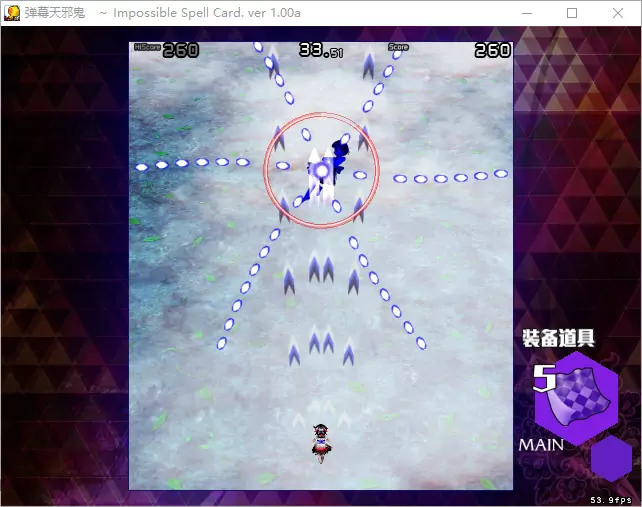 弹幕天邪鬼 ~ Impossible Spell Card. ver 1.00a
HiScore 260
33.51
Score 260
装备道具
5
MAIN
53.9fps